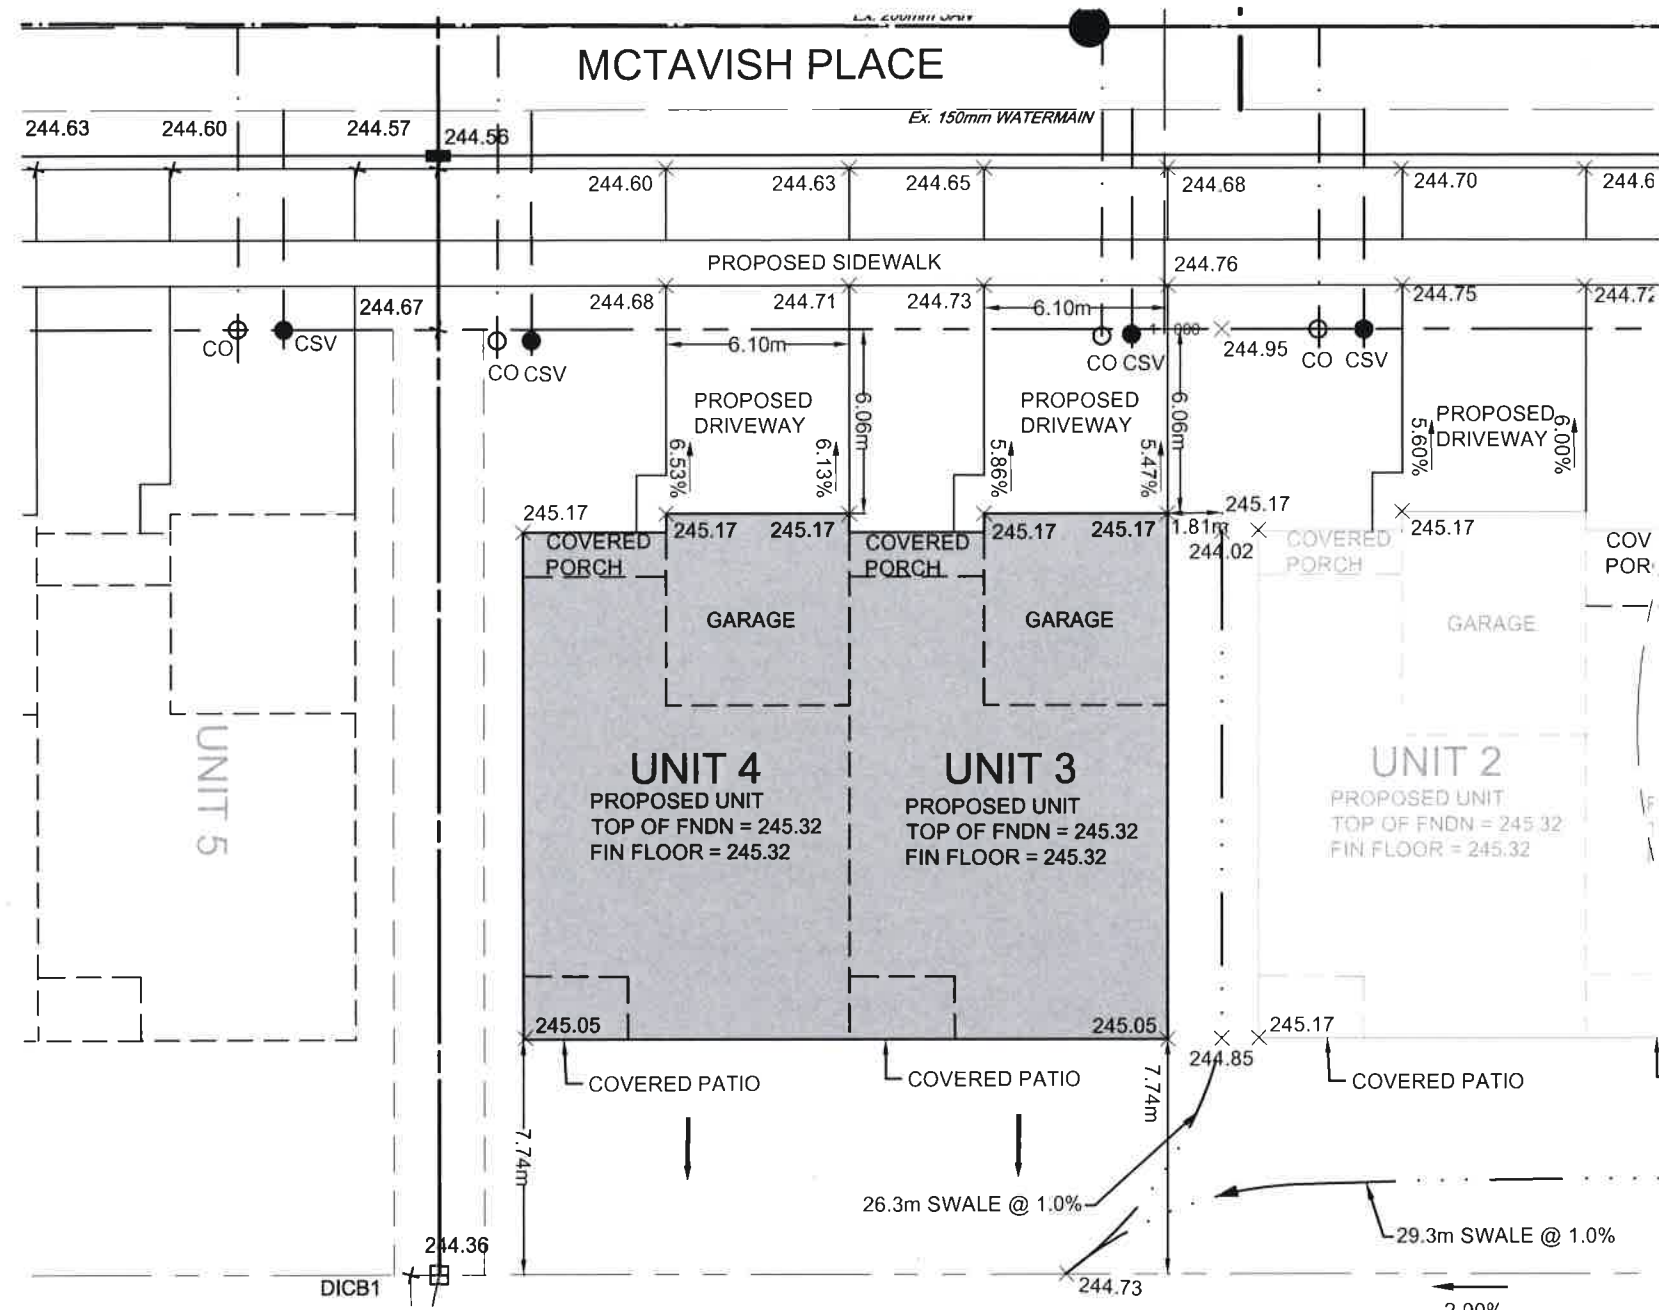 Ex. 200mm SAN
MCTAVISH PLACE
Ex. 150mm WATERMAIN
244.63
244.60
244.57
244.56
244.60
244.63
244.65
244.68
244.70
PROPOSED SIDEWALK
244.76
244.67
244.68
244.71
244.73
244.75
244.72
6.10m
6.10m
244.95
CO
CSV
CO CSV
CO CSV
CO
CSV
PROPOSED
DRIVEWAY
PROPOSED
DRIVEWAY
PROPOSED
DRIVEWAY
6.06m
6.06m
6.53%
6.13%
5.86%
5.47%
5.60%
6.00%
245.17
245.17
245.17
245.17
245.17
245.17
245.17
1.81m
244.02
COVERED
PORCH
COVERED
PORCH
COVERED
PORCH
COV
POR
GARAGE
GARAGE
GARAGE
UNIT 5
UNIT 4
PROPOSED UNIT
TOP OF FNDN = 245.32
FIN FLOOR = 245.32
UNIT 3
PROPOSED UNIT
TOP OF FNDN = 245.32
FIN FLOOR = 245.32
UNIT 2
PROPOSED UNIT
TOP OF FNDN = 245.32
FIN FLOOR = 245.32
245.05
245.05
245.17
244.85
COVERED PATIO
COVERED PATIO
COVERED PATIO
7.74m
7.74m
26.3m SWALE @ 1.0%
29.3m SWALE @ 1.0%
244.36
DICB1
244.73
2.00%